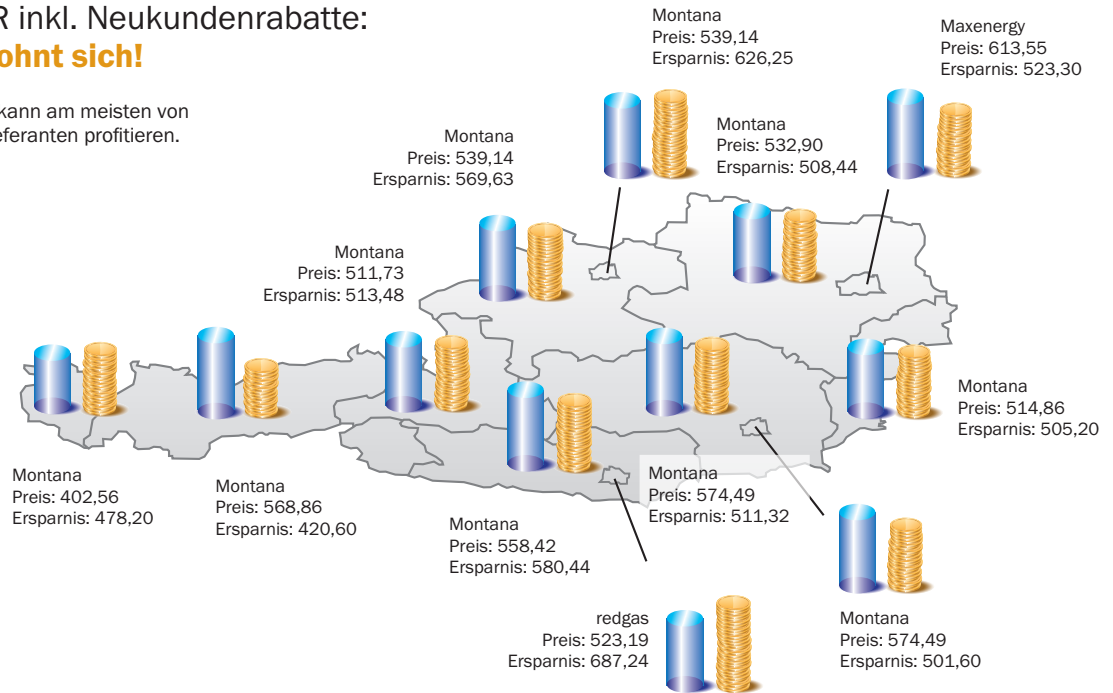 R inkl. Neukundenrabatte:
ohnt sich!
kann am meisten von
eferanten profitieren.
Montana
Preis: 539,14
Ersparnis: 626,25
Maxenergy
Preis: 613,55
Ersparnis: 523,30
Montana
Preis: 539,14
Ersparnis: 569,63
Montana
Preis: 532,90
Ersparnis: 508,44
Montana
Preis: 511,73
Ersparnis: 513,48
Montana
Preis: 514,86
Ersparnis: 505,20
Montana
Preis: 402,56
Ersparnis: 478,20
Montana
Preis: 568,86
Ersparnis: 420,60
Montana
Preis: 558,42
Ersparnis: 580,44
Montana
Preis: 574,49
Ersparnis: 511,32
redgas
Preis: 523,19
Ersparnis: 687,24
Montana
Preis: 574,49
Ersparnis: 501,60